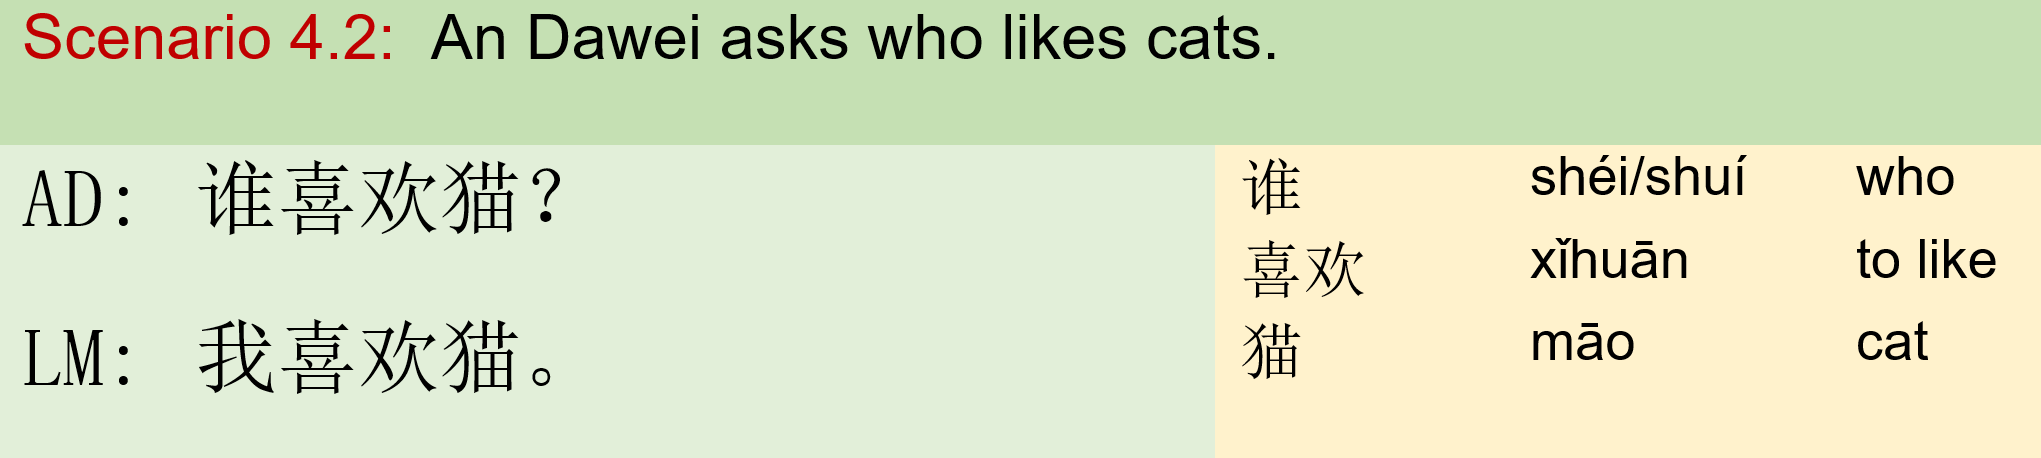 Scenario 4.2: An Dawei asks who likes cats.
AD: 谁喜欢猫？
LM: 我喜欢猫。
谁 shéi/shuí who
喜欢 xǐhuān to like
猫 māo cat